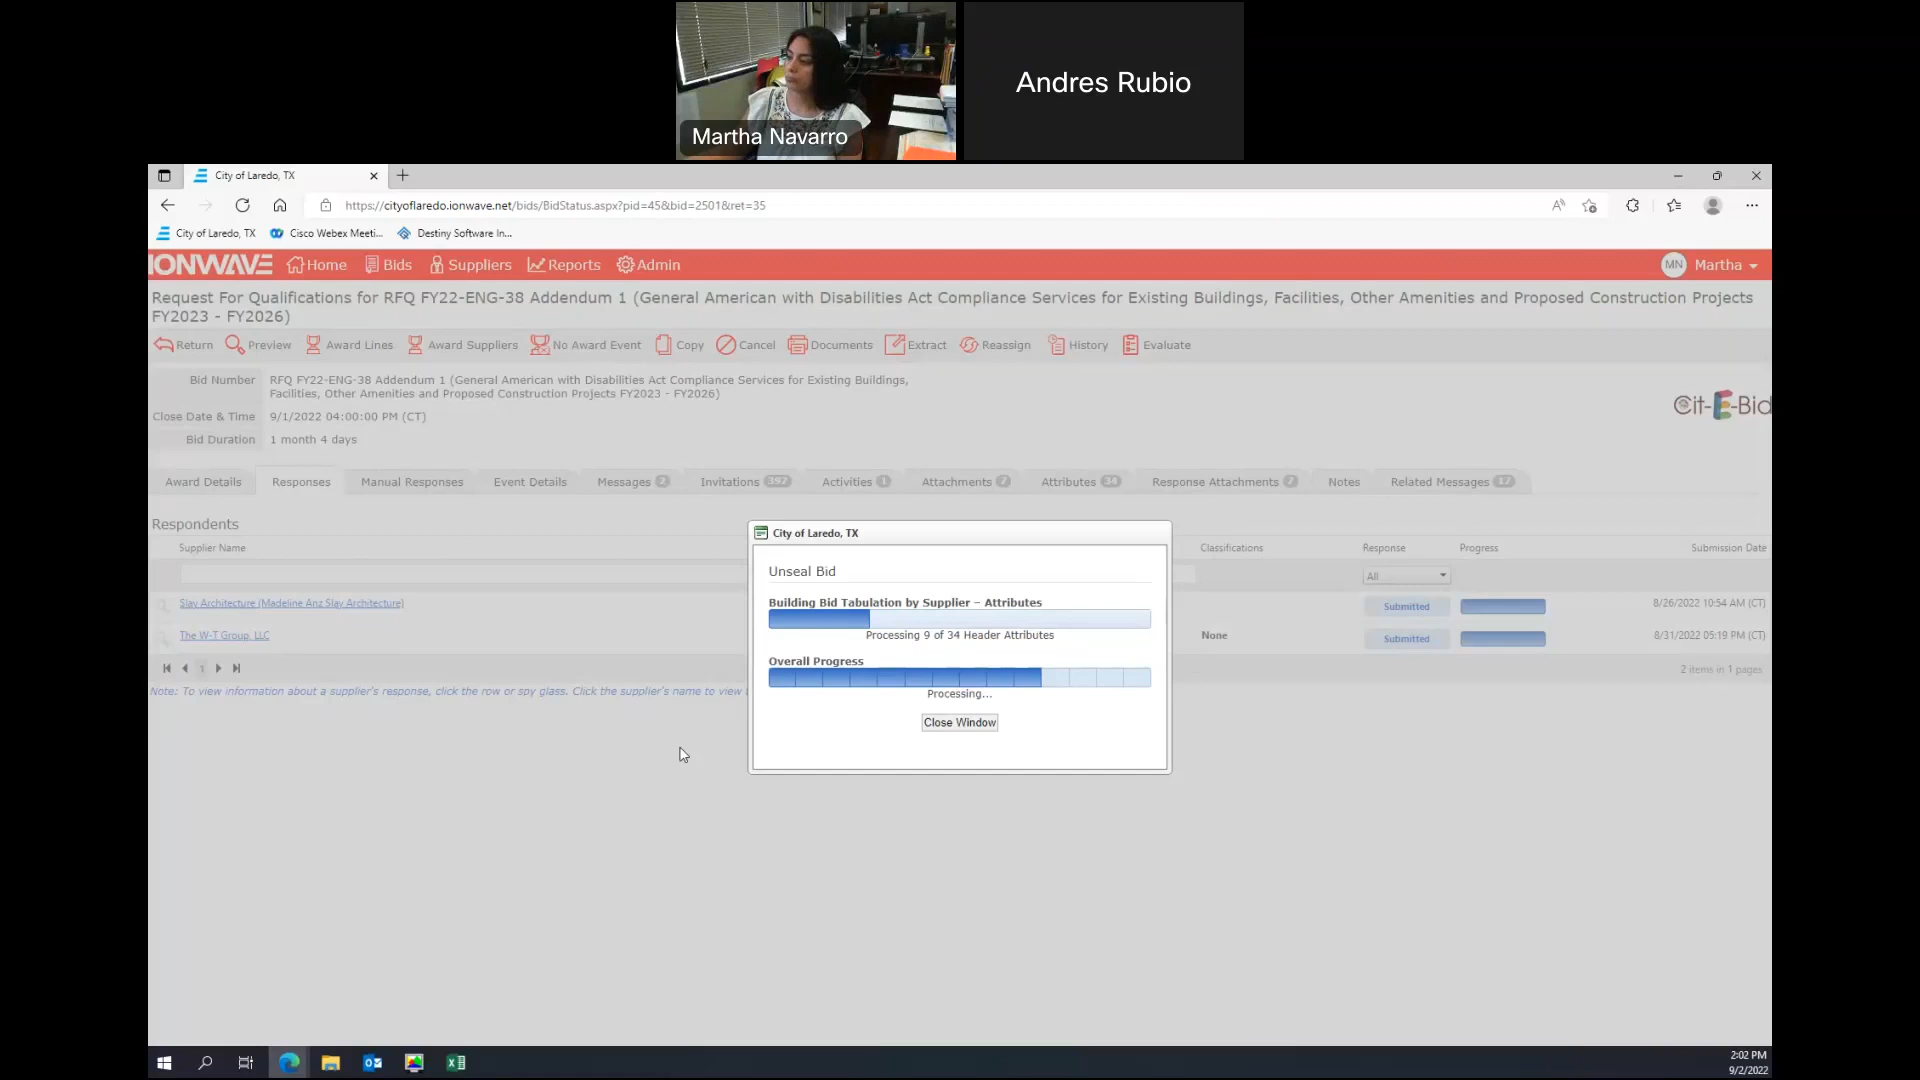 Martha Navarro
Andres Rubio
City of Laredo, TX
https://cityoflaredo.ionwave.net/bids/BidStatus.aspx?pid=45&bid=2501&ret=35
City of Laredo, TX Cisco Webex Meeti... Destiny Software In...
IONWAVE Home Bids Suppliers Reports Admin MN Martha
Request For Qualifications for RFQ FY22-ENG-38 Addendum 1 (General American with Disabilities Act Compliance Services for Existing Buildings, Facilities, Other Amenities and Proposed Construction Projects
FY2023 - FY2026)
Return Preview Award Lines Award Suppliers No Award Event Copy Cancel Documents Extract Reassign History Evaluate
Bid Number RFQ FY22-ENG-38 Addendum 1 (General American with Disabilities Act Compliance Services for Existing Buildings,
Facilities, Other Amenities and Proposed Construction Projects FY2023 - FY2026)
Close Date & Time 9/1/2022 04:00:00 PM (CT)
Bid Duration 1 month 4 days
Cit-E-Bid
Award Details Responses Manual Responses Event Details Messages 2 Invitations 397 Activities 1 Attachments 7 Attributes 34 Response Attachments 7 Notes Related Messages 17
Respondents
Supplier Name Classifications Response Progress Submission Date
All
Slay Architecture (Madeline Anz Slay Architecture) Submitted 8/26/2022 10:54 AM (CT)
The W-T Group, LLC None Submitted 8/31/2022 05:19 PM (CT)
1 2 items in 1 pages
Note: To view information about a supplier's response, click the row or spy glass. Click the supplier's name to view
City of Laredo, TX
Unseal Bid
Building Bid Tabulation by Supplier – Attributes
Processing 9 of 34 Header Attributes
Overall Progress
Processing...
Close Window
2:02 PM
9/2/2022